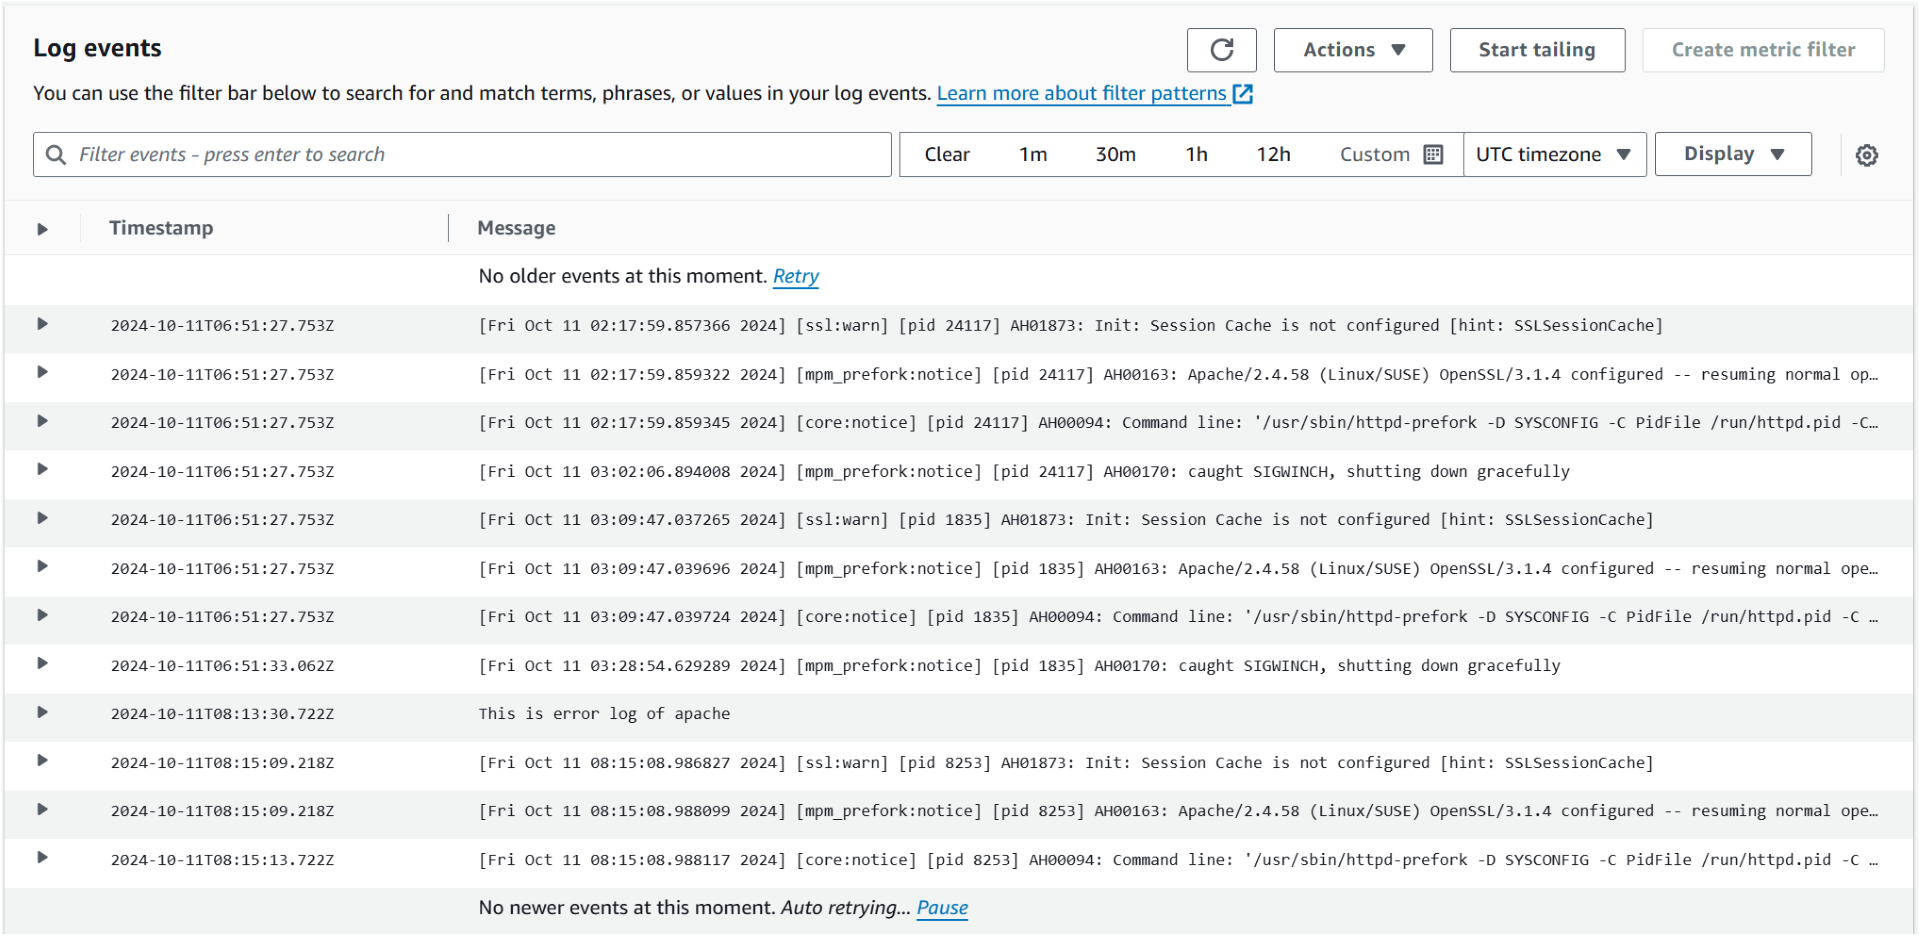 Log events
Actions
Start tailing
Create metric filter
You can use the filter bar below to search for and match terms, phrases, or values in your log events. Learn more about filter patterns
Filter events - press enter to search
Clear 1m 30m 1h 12h Custom UTC timezone Display
Timestamp Message
No older events at this moment. Retry
2024-10-11T06:51:27.753Z [Fri Oct 11 02:17:59.857366 2024] [ssl:warn] [pid 24117] AH01873: Init: Session Cache is not configured [hint: SSLSessionCache]
2024-10-11T06:51:27.753Z [Fri Oct 11 02:17:59.859322 2024] [mpm_prefork:notice] [pid 24117] AH00163: Apache/2.4.58 (Linux/SUSE) OpenSSL/3.1.4 configured -- resuming normal op…
2024-10-11T06:51:27.753Z [Fri Oct 11 02:17:59.859345 2024] [core:notice] [pid 24117] AH00094: Command line: '/usr/sbin/httpd-prefork -D SYSCONFIG -C PidFile /run/httpd.pid -C…
2024-10-11T06:51:27.753Z [Fri Oct 11 03:02:06.894008 2024] [mpm_prefork:notice] [pid 24117] AH00170: caught SIGWINCH, shutting down gracefully
2024-10-11T06:51:27.753Z [Fri Oct 11 03:09:47.037265 2024] [ssl:warn] [pid 1835] AH01873: Init: Session Cache is not configured [hint: SSLSessionCache]
2024-10-11T06:51:27.753Z [Fri Oct 11 03:09:47.039696 2024] [mpm_prefork:notice] [pid 1835] AH00163: Apache/2.4.58 (Linux/SUSE) OpenSSL/3.1.4 configured -- resuming normal ope…
2024-10-11T06:51:27.753Z [Fri Oct 11 03:09:47.039724 2024] [core:notice] [pid 1835] AH00094: Command line: '/usr/sbin/httpd-prefork -D SYSCONFIG -C PidFile /run/httpd.pid -C …
2024-10-11T06:51:33.062Z [Fri Oct 11 03:28:54.629289 2024] [mpm_prefork:notice] [pid 1835] AH00170: caught SIGWINCH, shutting down gracefully
2024-10-11T08:13:30.722Z This is error log of apache
2024-10-11T08:15:09.218Z [Fri Oct 11 08:15:08.986827 2024] [ssl:warn] [pid 8253] AH01873: Init: Session Cache is not configured [hint: SSLSessionCache]
2024-10-11T08:15:09.218Z [Fri Oct 11 08:15:08.988099 2024] [mpm_prefork:notice] [pid 8253] AH00163: Apache/2.4.58 (Linux/SUSE) OpenSSL/3.1.4 configured -- resuming normal ope…
2024-10-11T08:15:13.722Z [Fri Oct 11 08:15:08.988117 2024] [core:notice] [pid 8253] AH00094: Command line: '/usr/sbin/httpd-prefork -D SYSCONFIG -C PidFile /run/httpd.pid -C …
No newer events at this moment. Auto retrying... Pause